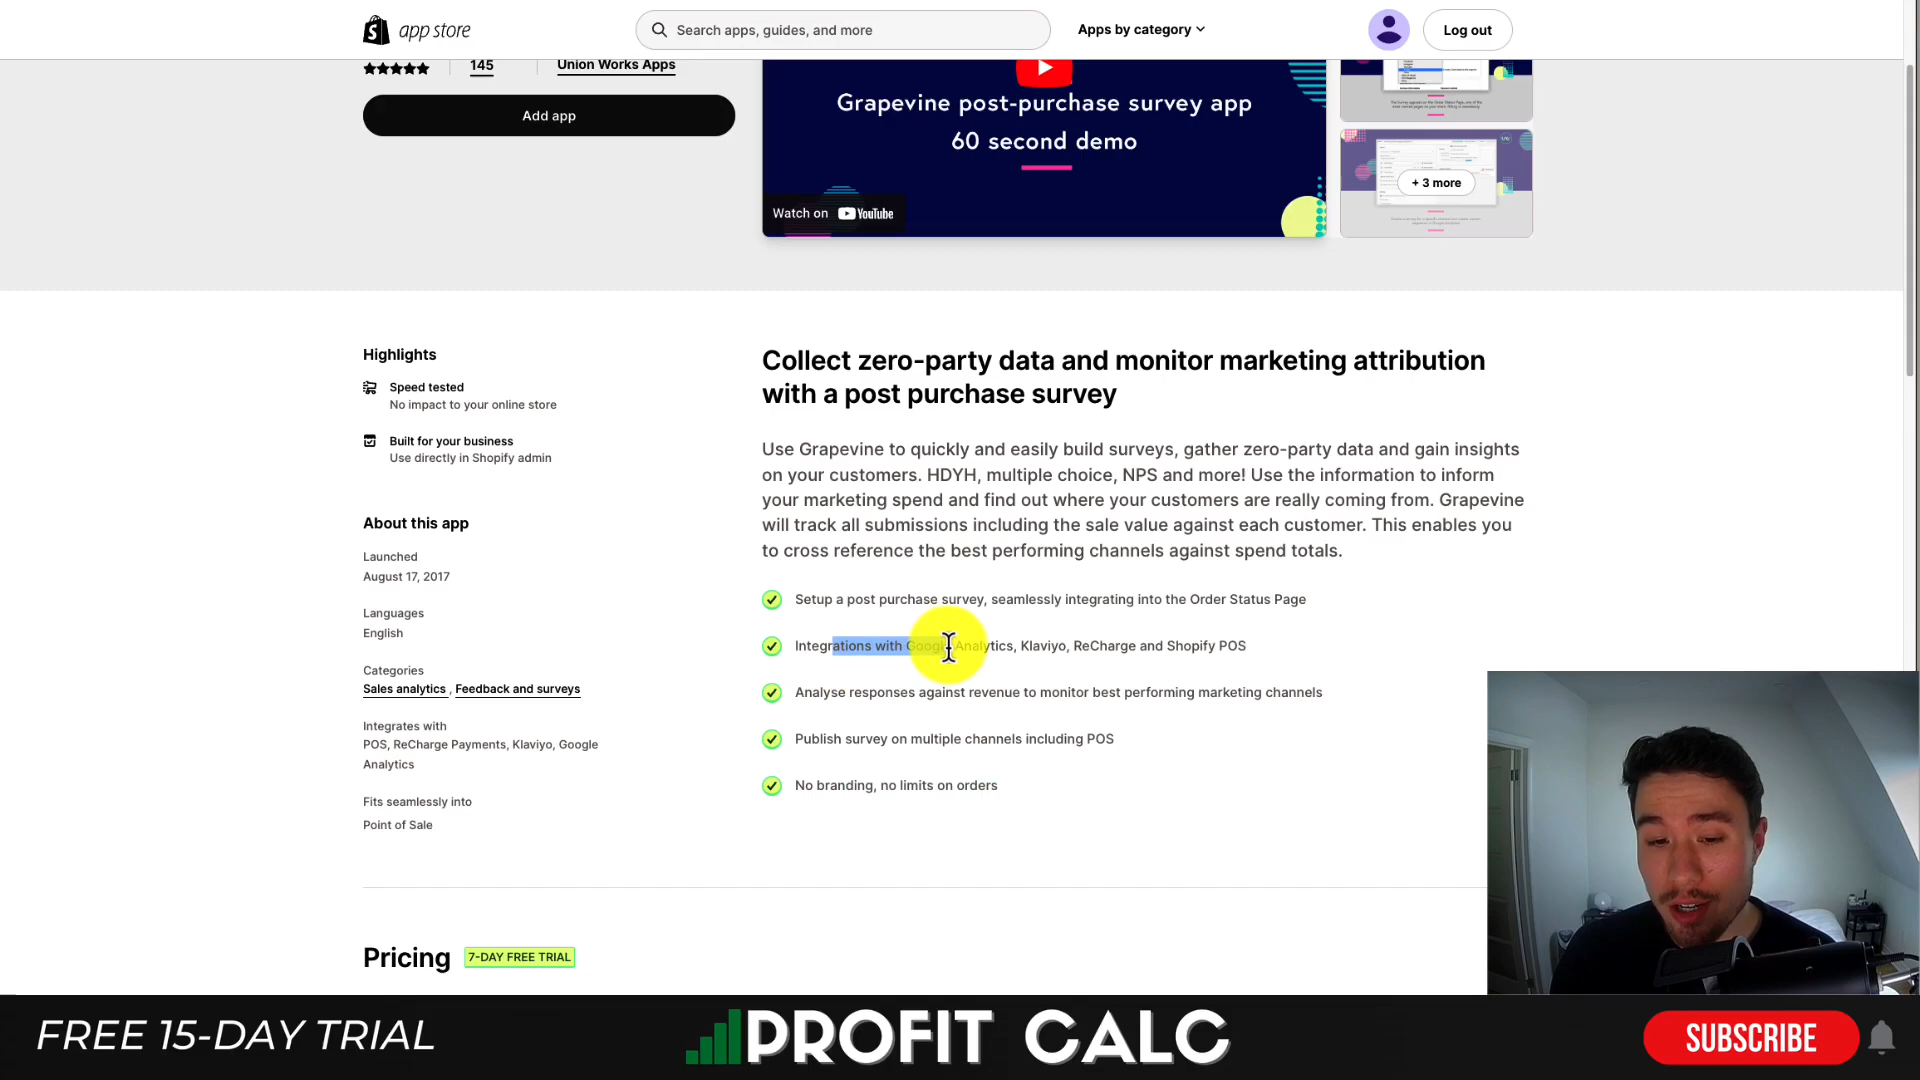 app store
Search apps, guides, and more
Apps by category
Log out
145
Union Works Apps
Add app
Grapevine post-purchase survey app
60 second demo
Watch on YouTube
+ 3 more
Highlights
Speed tested
No impact to your online store
Built for your business
Use directly in Shopify admin
About this app
Launched
August 17, 2017
Languages
English
Categories
Sales analytics , Feedback and surveys
Integrates with
POS, ReCharge Payments, Klaviyo, Google
Analytics
Fits seamlessly into
Point of Sale
Collect zero-party data and monitor marketing attribution
with a post purchase survey
Use Grapevine to quickly and easily build surveys, gather zero-party data and gain insights
on your customers. HDYH, multiple choice, NPS and more! Use the information to inform
your marketing spend and find out where your customers are really coming from. Grapevine
will track all submissions including the sale value against each customer. This enables you
to cross reference the best performing channels against spend totals.
Setup a post purchase survey, seamlessly integrating into the Order Status Page
Integrations with Google Analytics, Klaviyo, ReCharge and Shopify POS
Analyse responses against revenue to monitor best performing marketing channels
Publish survey on multiple channels including POS
No branding, no limits on orders
Pricing 7-DAY FREE TRIAL
FREE 15-DAY TRIAL
PROFIT CALC
SUBSCRIBE